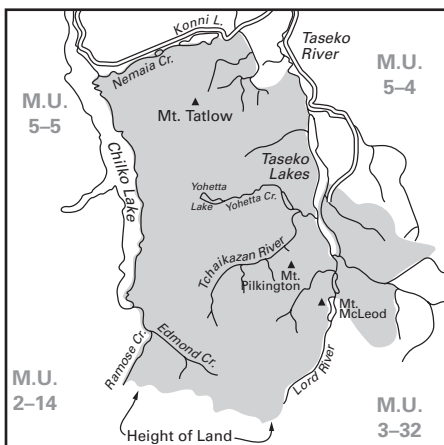 Konni L.
Taseko
River
Nemaia Cr.
M.U.
5–5
M.U.
5–4
Mt. Tatlow
Chilko Lake
Taseko
Lakes
Yohetta
Lake
Yohetta Cr.
Tchaikazan River
Mt.
Pilkington
Mt.
McLeod
Ramose Cr.
Edmond Cr.
Lord River
M.U.
2–14
M.U.
3–32
Height of Land